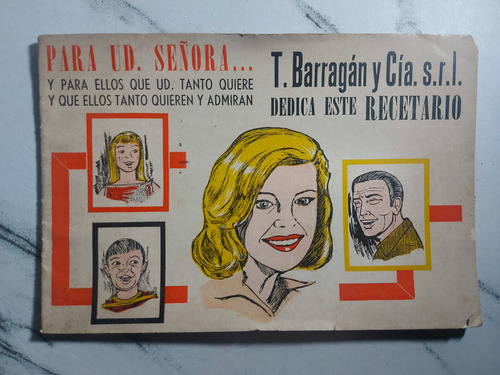 PARA UD. SEÑORA...
Y PARA ELLOS QUE UD. TANTO QUIERE
Y QUE ELLOS TANTO QUIEREN Y ADMIRAN
T. Barragán y Cía. s.r.l.
DEDICA ESTE RECETARIO